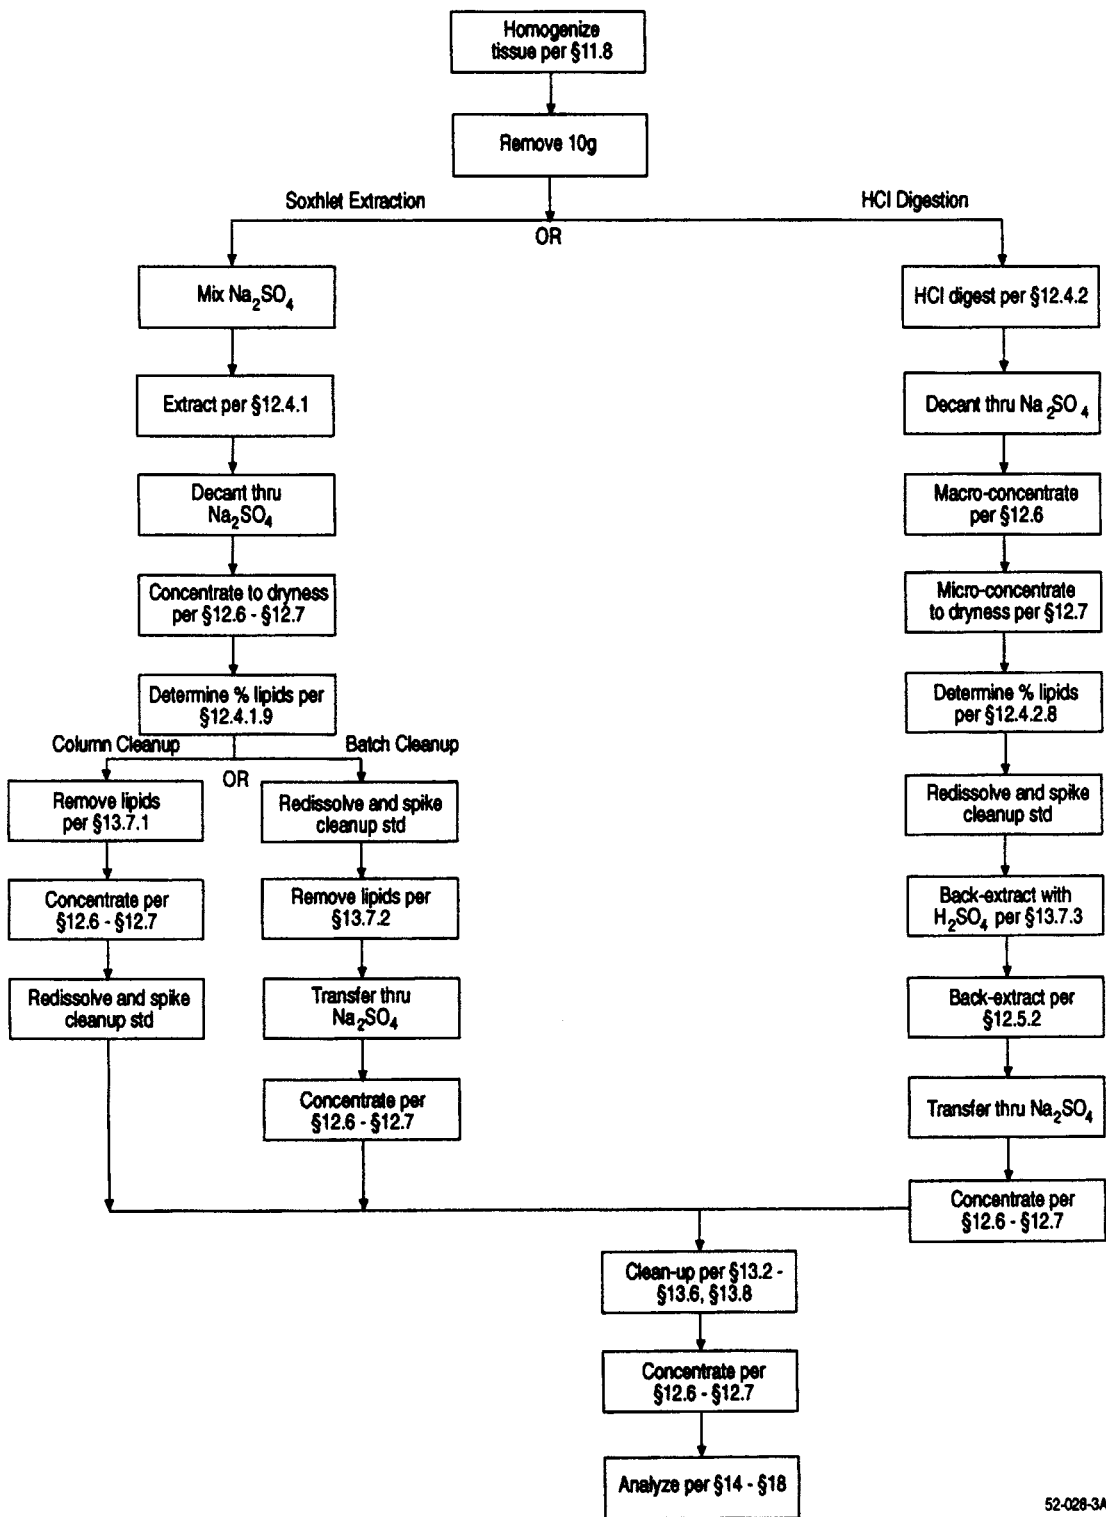 Homogenize
tissue per §11.8
Remove 10g
Soxhlet Extraction
HCl Digestion
OR
Mix Na₂SO₄
Extract per §12.4.1
Decant thru
Na₂SO₄
Concentrate to dryness
per §12.6 - §12.7
Determine % lipids per
§12.4.1.9
Column Cleanup
Batch Cleanup
OR
Remove lipids
per §13.7.1
Concentrate per
§12.6 - §12.7
Redissolve and spike
cleanup std
Redissolve and spike
cleanup std
Remove lipids per
§13.7.2
Transfer thru
Na₂SO₄
Concentrate per
§12.6 - §12.7
HCl digest per §12.4.2
Decant thru Na₂SO₄
Macro-concentrate
per §12.6
Micro-concentrate
to dryness per §12.7
Determine % lipids
per §12.4.2.8
Redissolve and spike
cleanup std
Back-extract with
H₂SO₄ per §13.7.3
Back-extract per
§12.5.2
Transfer thru Na₂SO₄
Concentrate per
§12.6 - §12.7
Clean-up per §13.2 -
§13.6, §13.8
Concentrate per
§12.6 - §12.7
Analyze per §14 - §18
52-026-3A